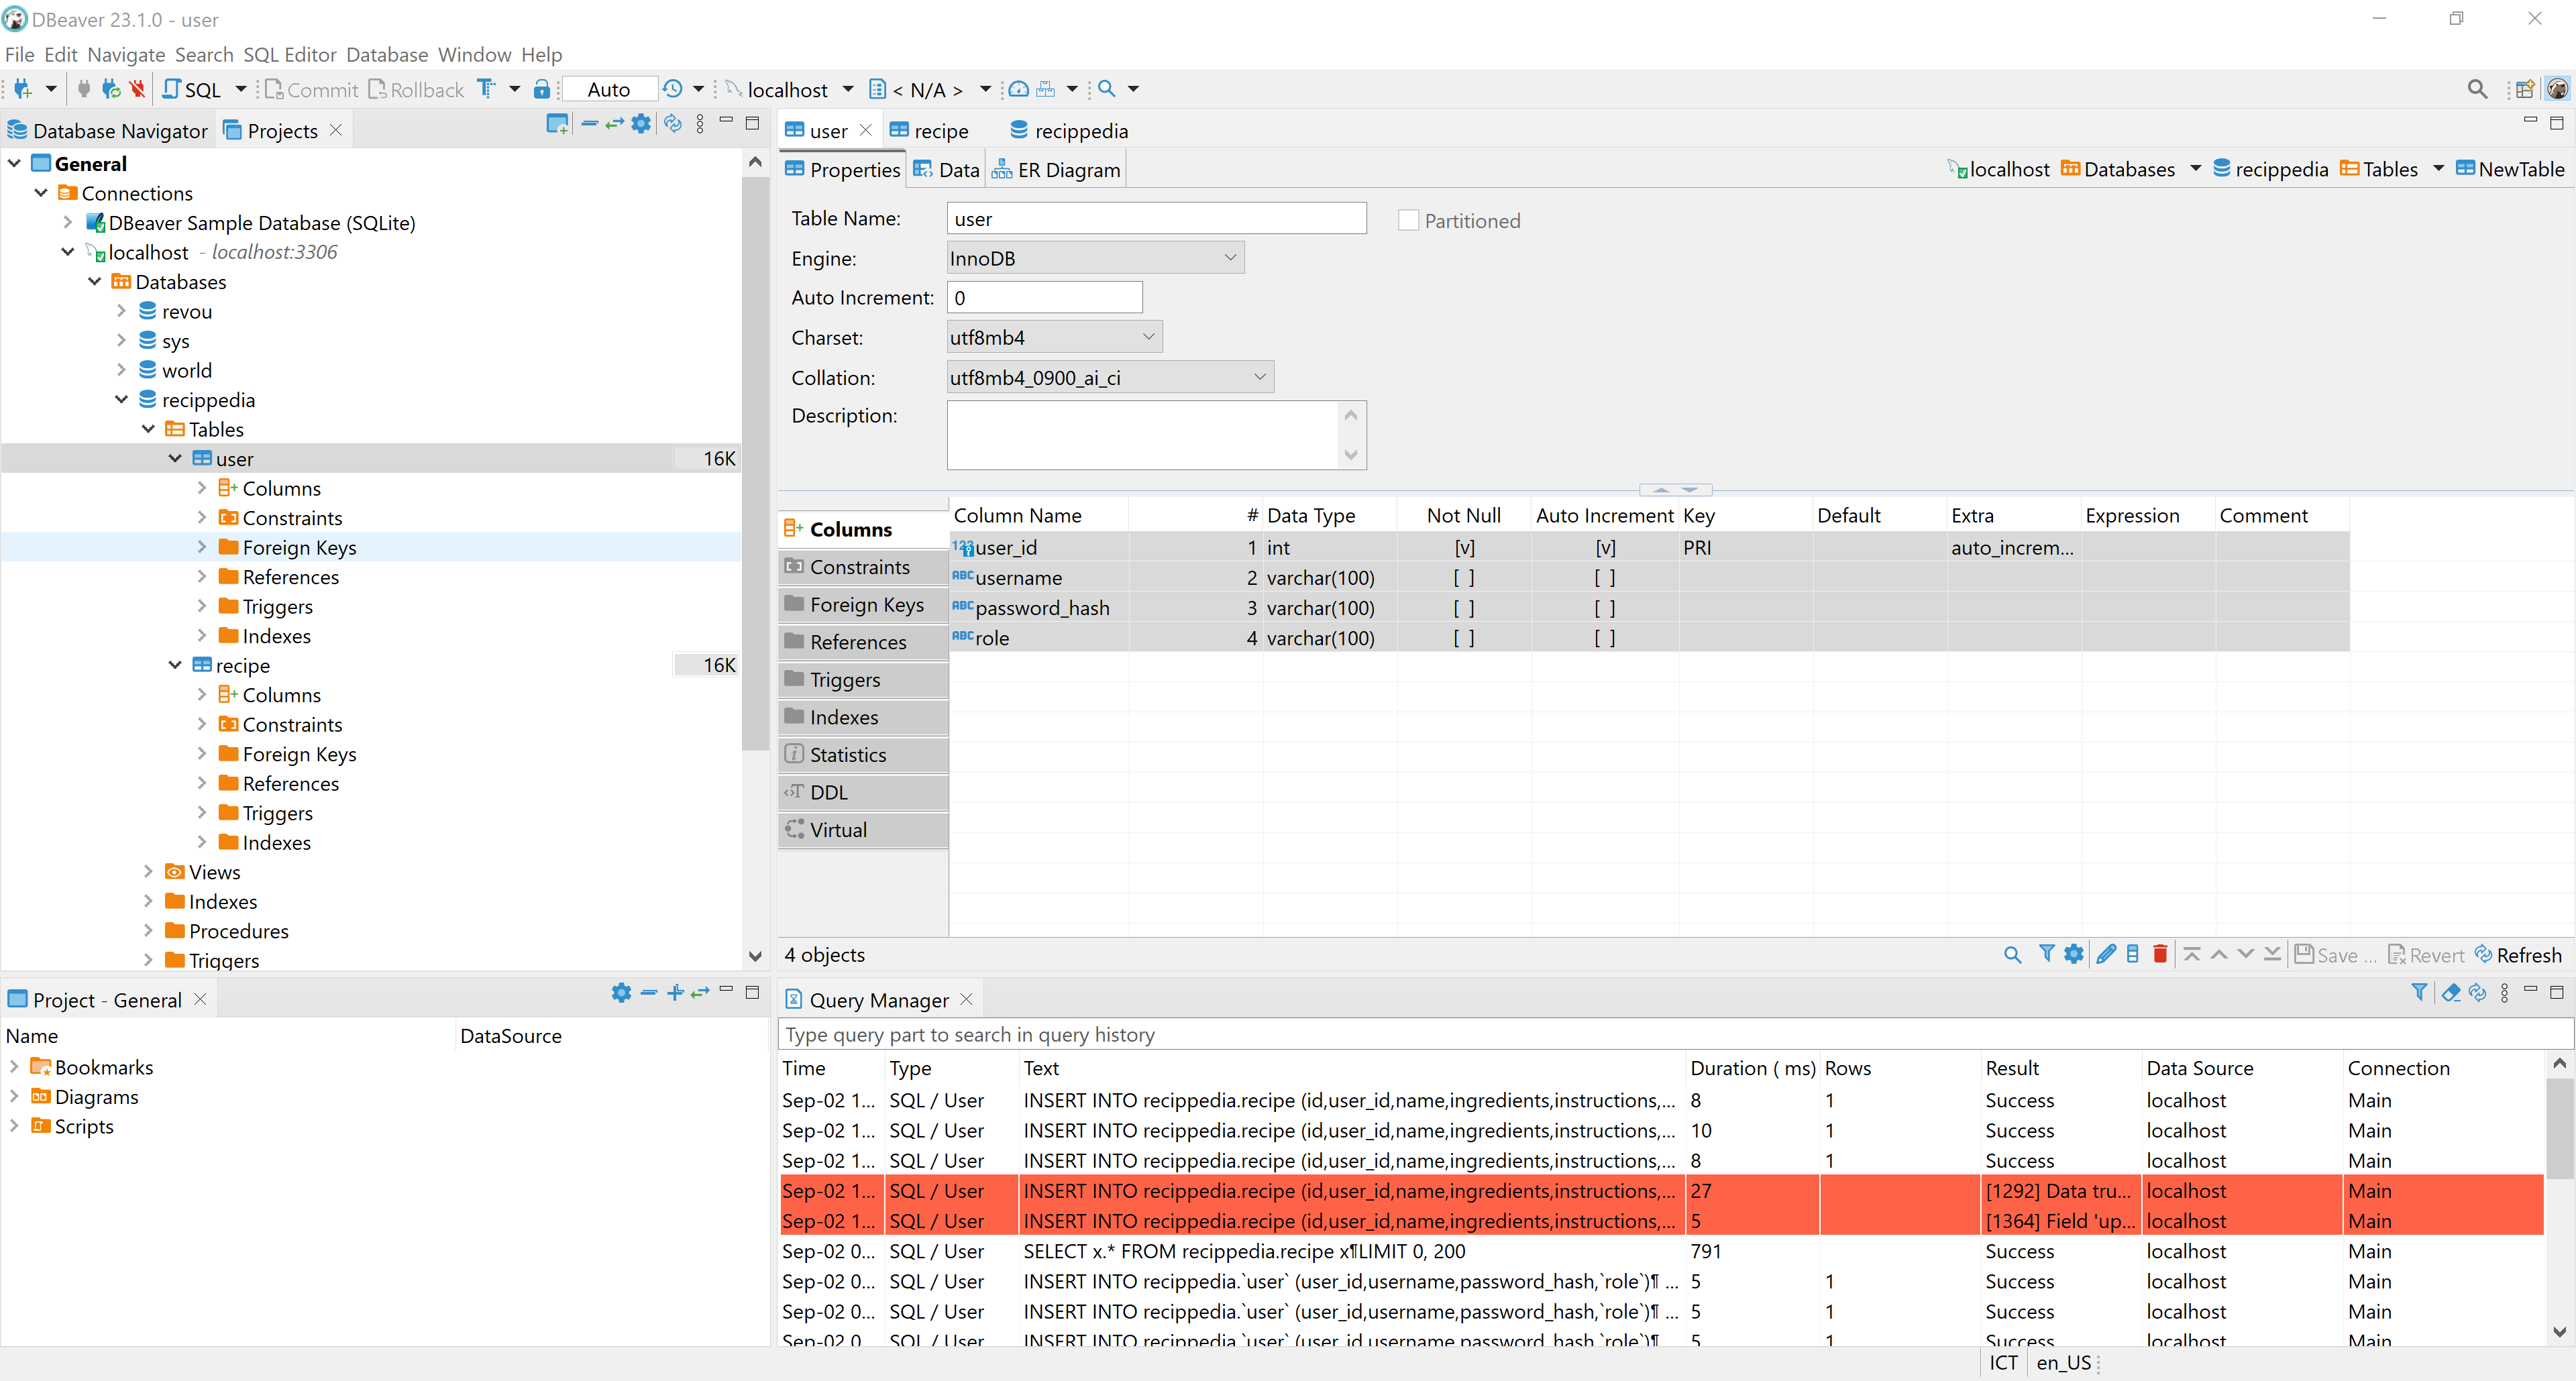 DBeaver 23.1.0 - user
File Edit Navigate Search SQL Editor Database Window Help
SQL Commit Rollback Auto localhost < N/A >
Database Navigator Projects
General
Connections
DBeaver Sample Database (SQLite)
localhost - localhost:3306
Databases
revou
sys
world
recippedia
Tables
user 16K
Columns
Constraints
Foreign Keys
References
Triggers
Indexes
recipe 16K
Columns
Constraints
Foreign Keys
References
Triggers
Indexes
Views
Indexes
Procedures
Triggers
user recipe recippedia
Properties Data ER Diagram localhost Databases recippedia Tables NewTable
Table Name: user Partitioned
Engine: InnoDB
Auto Increment: 0
Charset: utf8mb4
Collation: utf8mb4_0900_ai_ci
Description:
Columns
Constraints
Foreign Keys
References
Triggers
Indexes
Statistics
DDL
Virtual
Column Name # Data Type Not Null Auto Increment Key Default Extra Expression Comment
123 user_id 1 int [v] [v] PRI auto_increm...
ABC username 2 varchar(100) [ ] [ ]
ABC password_hash 3 varchar(100) [ ] [ ]
ABC role 4 varchar(100) [ ] [ ]
4 objects Save ... Revert Refresh
Project - General
Name DataSource
Bookmarks
Diagrams
Scripts
Query Manager
Type query part to search in query history
Time Type Text Duration ( ms) Rows Result Data Source Connection
Sep-02 1... SQL / User INSERT INTO recippedia.recipe (id,user_id,name,ingredients,instructions,... 8 1 Success localhost Main
Sep-02 1... SQL / User INSERT INTO recippedia.recipe (id,user_id,name,ingredients,instructions,... 10 1 Success localhost Main
Sep-02 1... SQL / User INSERT INTO recippedia.recipe (id,user_id,name,ingredients,instructions,... 8 1 Success localhost Main
Sep-02 1... SQL / User INSERT INTO recippedia.recipe (id,user_id,name,ingredients,instructions,... 27 [1292] Data tru... localhost Main
Sep-02 1... SQL / User INSERT INTO recippedia.recipe (id,user_id,name,ingredients,instructions,... 5 [1364] Field 'up... localhost Main
Sep-02 0... SQL / User SELECT x.* FROM recippedia.recipe x¶LIMIT 0, 200 791 Success localhost Main
Sep-02 0... SQL / User INSERT INTO recippedia.`user` (user_id,username,password_hash,`role`)¶ ... 5 1 Success localhost Main
Sep-02 0... SQL / User INSERT INTO recippedia.`user` (user_id,username,password_hash,`role`)¶ ... 5 1 Success localhost Main
Sep-02 0... SQL / User INSERT INTO recippedia.`user` (user_id,username,password_hash,`role`)¶ 5 1 Success localhost Main
ICT en_US